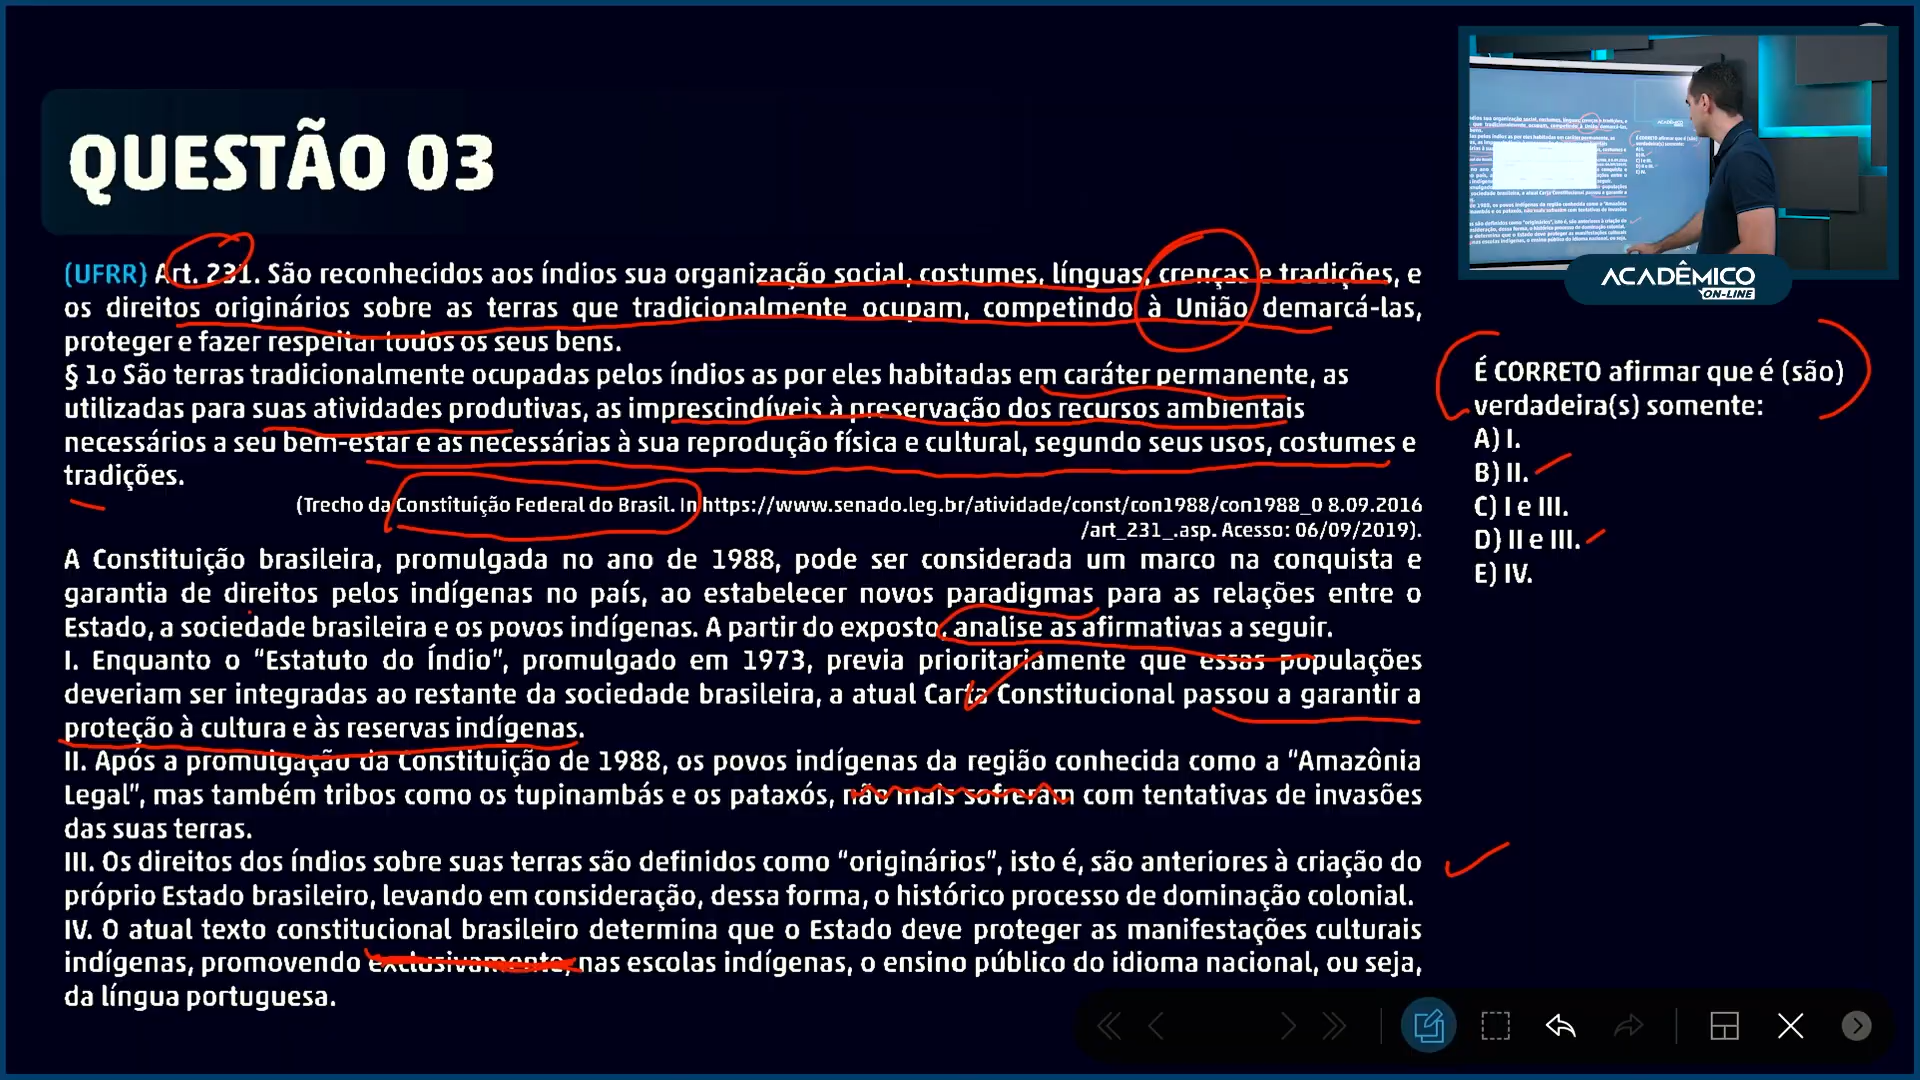 QUESTÃO 03
(UFRR) Art. 231. São reconhecidos aos índios sua organização social, costumes, línguas, crenças e tradições, e
os direitos originários sobre as terras que tradicionalmente ocupam, competindo à União demarcá-las,
proteger e fazer respeitar todos os seus bens.
§ 1o São terras tradicionalmente ocupadas pelos índios as por eles habitadas em caráter permanente, as
utilizadas para suas atividades produtivas, as imprescindíveis à preservação dos recursos ambientais
necessários a seu bem-estar e as necessárias à sua reprodução física e cultural, segundo seus usos, costumes e
tradições.
(Trecho da Constituição Federal do Brasil. In https://www.senado.leg.br/atividade/const/con1988/con1988_0 8.09.2016
/art_231_.asp. Acesso: 06/09/2019).
A Constituição brasileira, promulgada no ano de 1988, pode ser considerada um marco na conquista e
garantia de direitos pelos indígenas no país, ao estabelecer novos paradigmas para as relações entre o
Estado, a sociedade brasileira e os povos indígenas. A partir do exposto, analise as afirmativas a seguir.
I. Enquanto o “Estatuto do Índio”, promulgado em 1973, previa prioritariamente que essas populações
deveriam ser integradas ao restante da sociedade brasileira, a atual Carta Constitucional passou a garantir a
proteção à cultura e às reservas indígenas.
II. Após a promulgação da Constituição de 1988, os povos indígenas da região conhecida como a “Amazônia
Legal”, mas também tribos como os tupinambás e os pataxós, não mais sofreram com tentativas de invasões
das suas terras.
III. Os direitos dos índios sobre suas terras são definidos como “originários”, isto é, são anteriores à criação do
próprio Estado brasileiro, levando em consideração, dessa forma, o histórico processo de dominação colonial.
IV. O atual texto constitucional brasileiro determina que o Estado deve proteger as manifestações culturais
indígenas, promovendo exclusivamente, nas escolas indígenas, o ensino público do idioma nacional, ou seja,
da língua portuguesa.
ACADÊMICO
ON-LINE
É CORRETO afirmar que é (são)
verdadeira(s) somente:
A) I.
B) II.
C) I e III.
D) II e III.
E) IV.